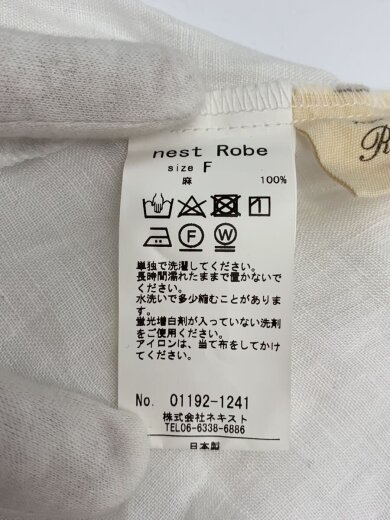 nest Robe
size F
麻 100%
F W
単独で洗濯してください。
長時間濡れたままで置かないで
ください。
水洗いで多少縮むことがありま
す。
蛍光増白剤が入っていない洗剤
をご使用ください。
アイロンは、当て布をしてかけ
てください。
No. 01192-1241
株式会社ネキスト
TEL06-6338-6886
日本製
R